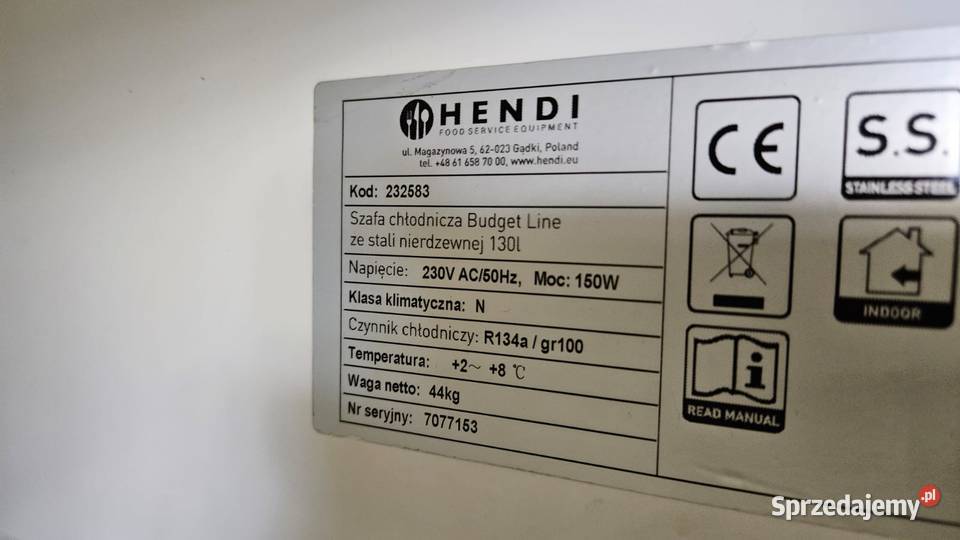 HENDI
FOOD SERVICE EQUIPMENT
ul. Magazynowa 5, 62-023 Gądki, Poland
tel. +48 61 658 70 00, www.hendi.eu
Kod: 232583
Szafa chłodnicza Budget Line
ze stali nierdzewnej 130l
Napięcie: 230V AC/50Hz, Moc: 150W
Klasa klimatyczna: N
Czynnik chłodniczy: R134a / gr100
Temperatura: +2~ +8 ℃
Waga netto: 44kg
Nr seryjny: 7077153
CE
S.S.
STAINLESS STEEL
INDOOR
i
READ MANUAL
Sprzedajemy.pl